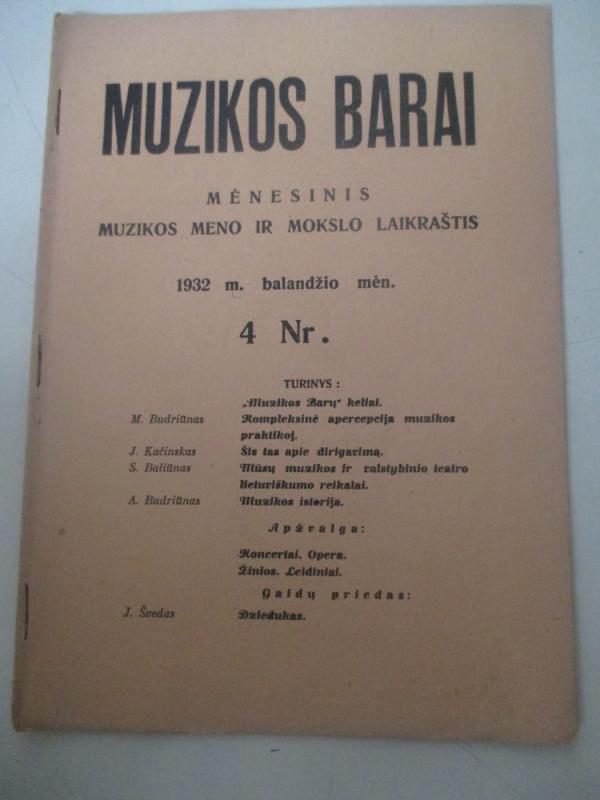 MUZIKOS BARAI
MĖNESINIS
MUZIKOS MENO IR MOKSLO LAIKRAŠTIS
1932 m. balandžio mėn.
4 Nr.
TURINYS :
„Muzikos Barų“ keliai.
M. Budriūnas Kompleksinė apercepcija muzikos
praktikoj.
J. Kačinskas Šis tas apie dirigavimą.
S. Baliūnas Mūsų muzikos ir valstybinio teatro
lietuviškumo reikalai.
A. Budriūnas Muzikos istorija.
Apžvalga:
Koncertai. Opera.
Žinios. Leidiniai.
Gaidų priedas:
J. Švedas Dziedukas.